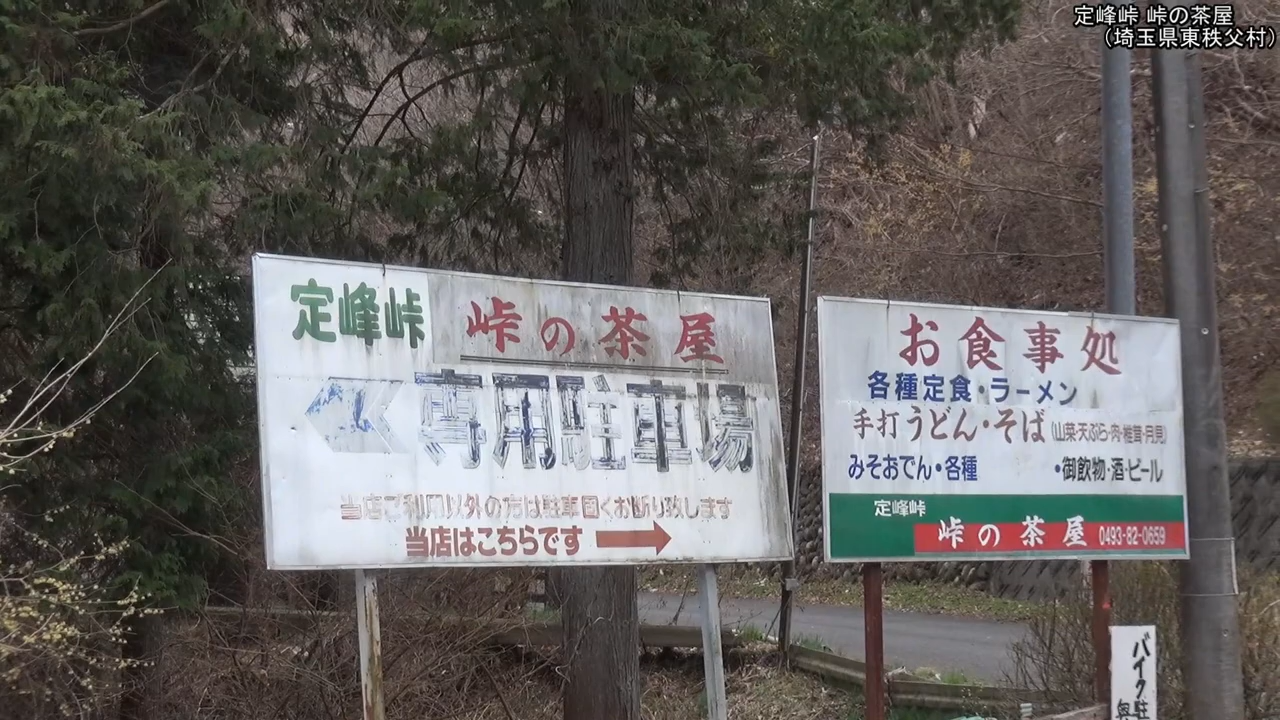 定峰峠 峠の茶屋
(埼玉県東秩父村)
定峰峠 峠の茶屋
専用駐車場
当店ご利用以外の方は駐車固くお断り致します
当店はこちらです
お食事処
各種定食・ラーメン
手打うどん・そば(山菜・天ぷら・肉・椎茸・月見)
みそおでん・各種 ・御飲物・酒・ビール
定峰峠
峠の茶屋 0493-82-0659
バイク駐